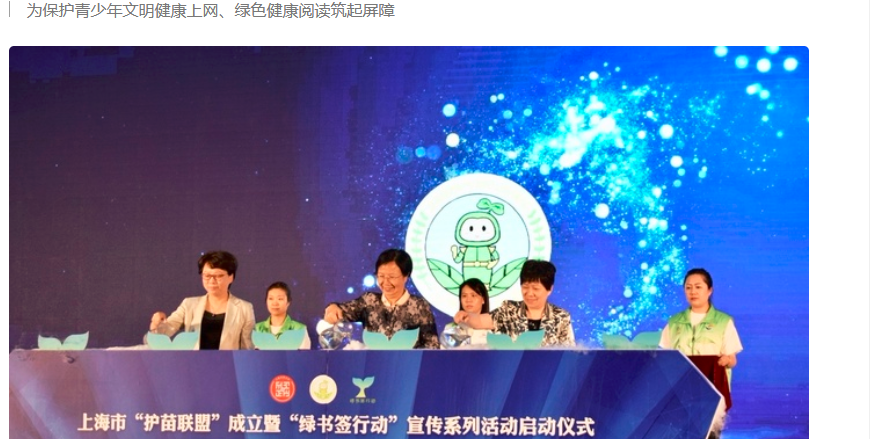 为保护青少年文明健康上网、绿色健康阅读筑起屏障
上海市“护苗联盟”成立暨“绿书签行动”宣传系列活动启动仪式